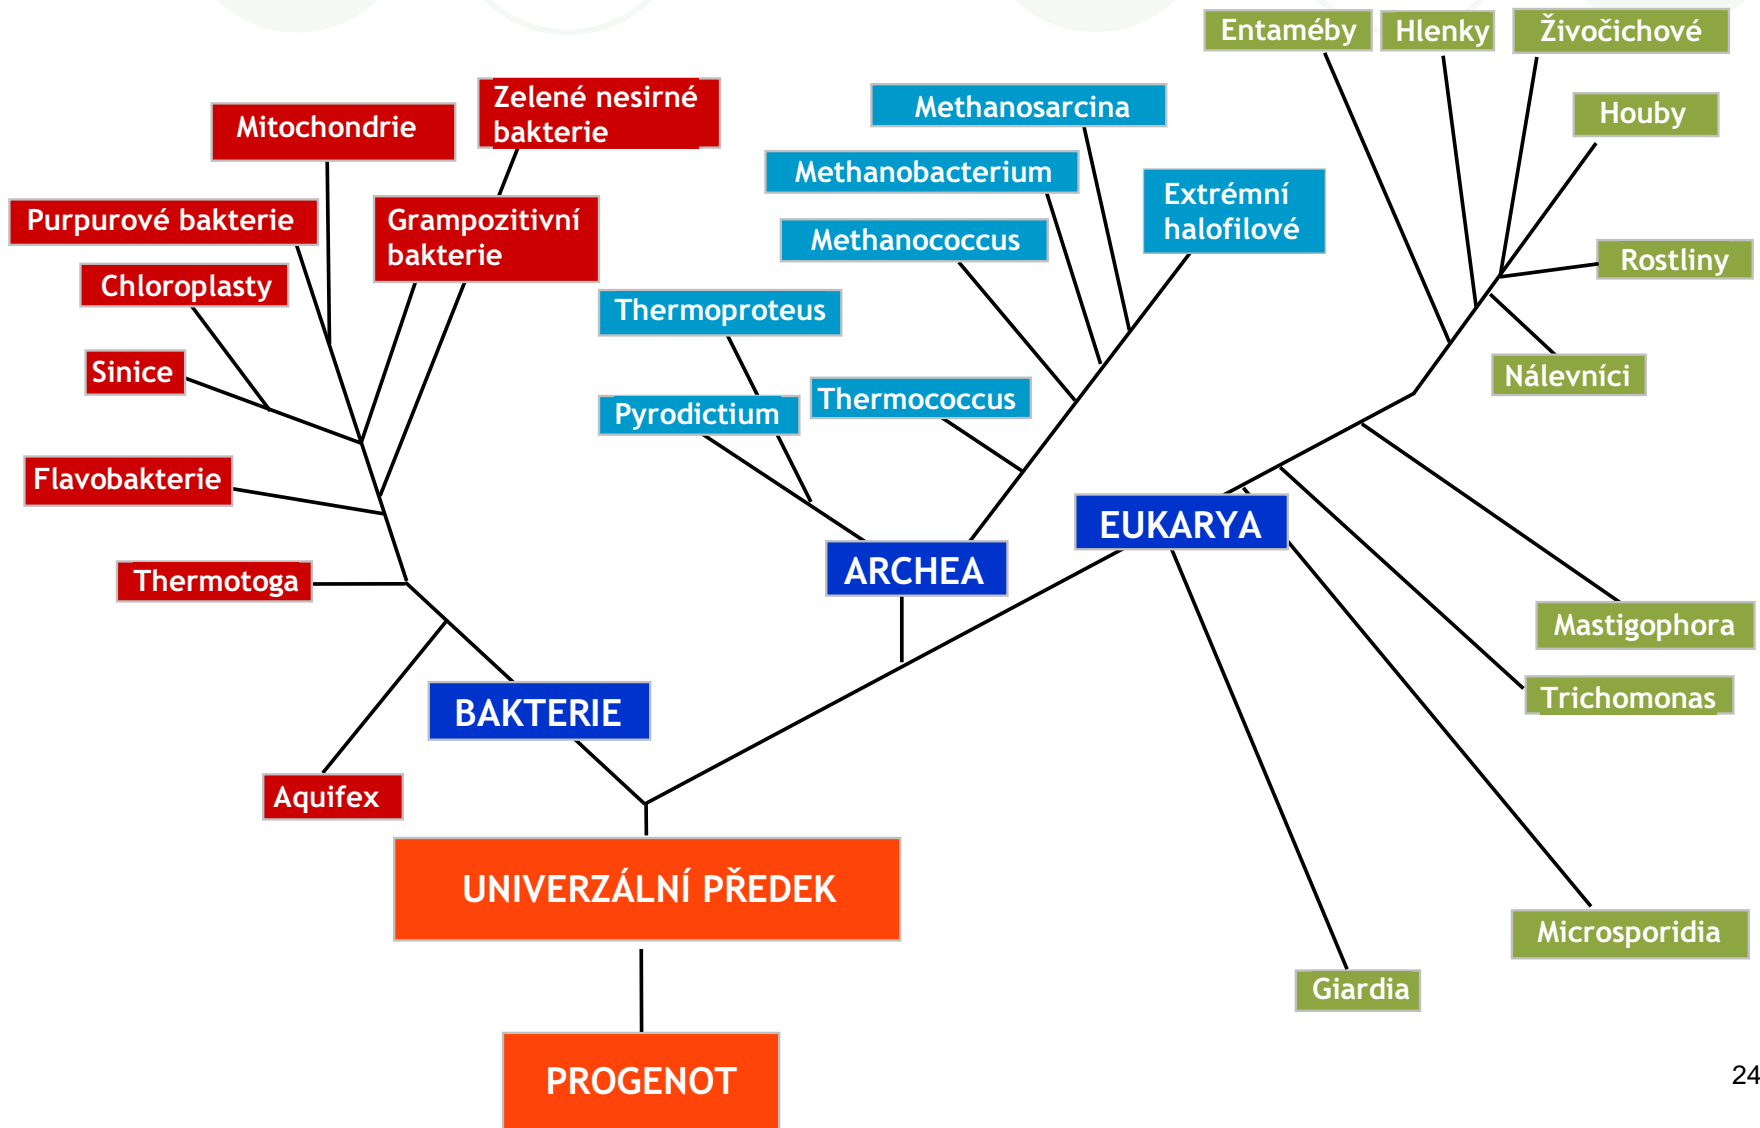 Entaméby
Hlenky
Živočichové
Zelené nesirné
bakterie
Methanosarcina
Mitochondrie
Houby
Methanobacterium
Extrémní
halofilové
Purpurové bakterie
Grampozitivní
bakterie
Methanococcus
Rostliny
Chloroplasty
Thermoproteus
Sinice
Nálevníci
Pyrodictium
Thermococcus
Flavobakterie
EUKARYA
ARCHEA
Thermotoga
Mastigophora
Trichomonas
BAKTERIE
Aquifex
UNIVERZÁLNÍ PŘEDEK
Microsporidia
Giardia
PROGENOT
24